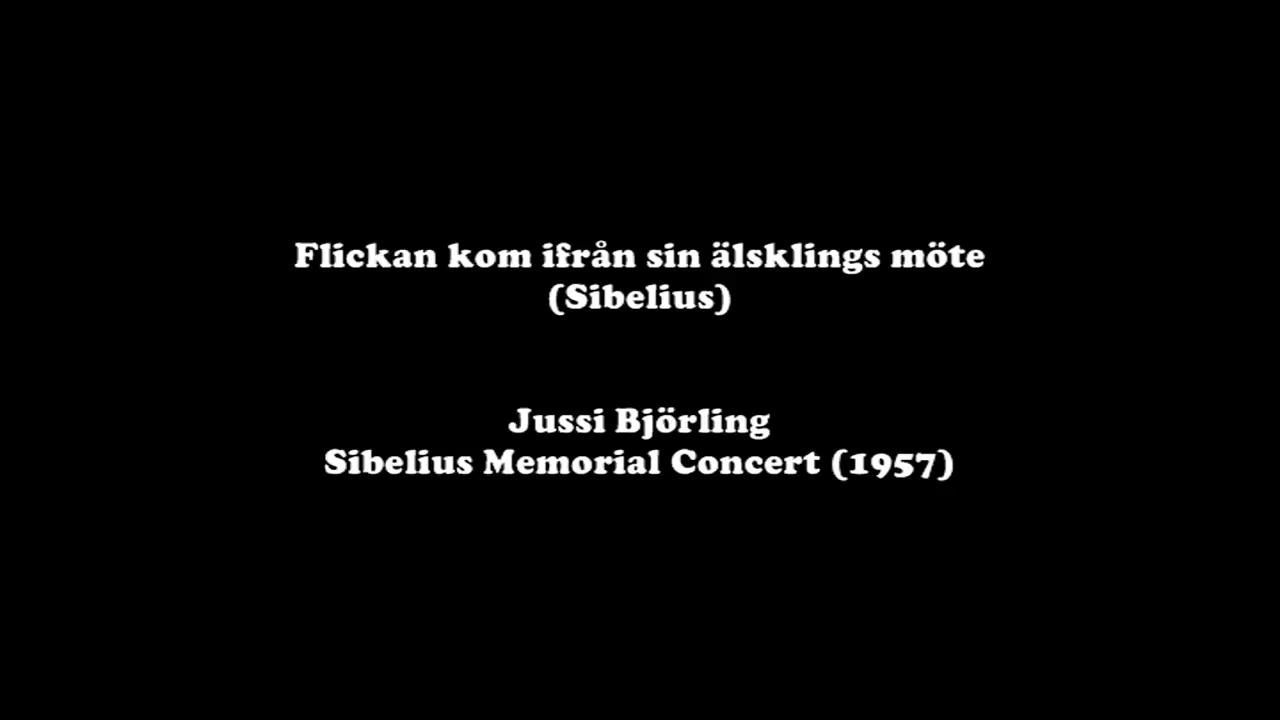 Flickan kom ifrån sin älsklings möte
(Sibelius)
Jussi Björling
Sibelius Memorial Concert (1957)